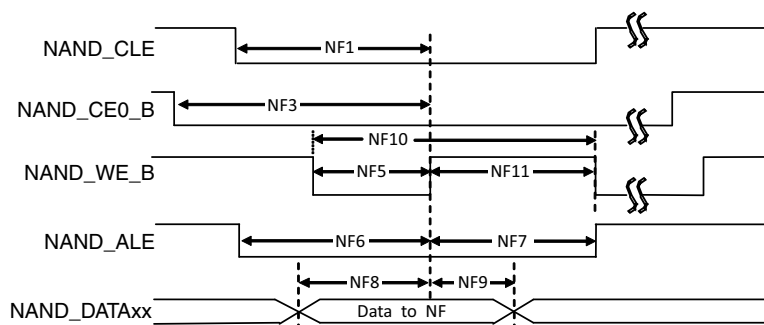 NAND_CLE
NF1
NAND_CE0_B
NF3
NF10
NAND_WE_B
NF5
NF11
NAND_ALE
NF6
NF7
NF8
NF9
NAND_DATAxx
Data to NF